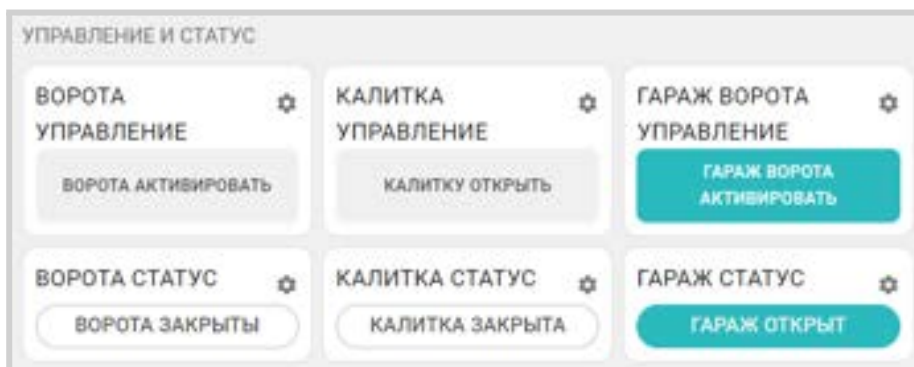 УПРАВЛЕНИЕ И СТАТУС
ВОРОТА
УПРАВЛЕНИЕ
ВОРОТА АКТИВИРОВАТЬ
КАЛИТКА
УПРАВЛЕНИЕ
КАЛИТКУ ОТКРЫТЬ
ГАРАЖ ВОРОТА
УПРАВЛЕНИЕ
ГАРАЖ ВОРОТА
АКТИВИРОВАТЬ
ВОРОТА СТАТУС
ВОРОТА ЗАКРЫТЫ
КАЛИТКА СТАТУС
КАЛИТКА ЗАКРЫТА
ГАРАЖ СТАТУС
ГАРАЖ ОТКРЫТ